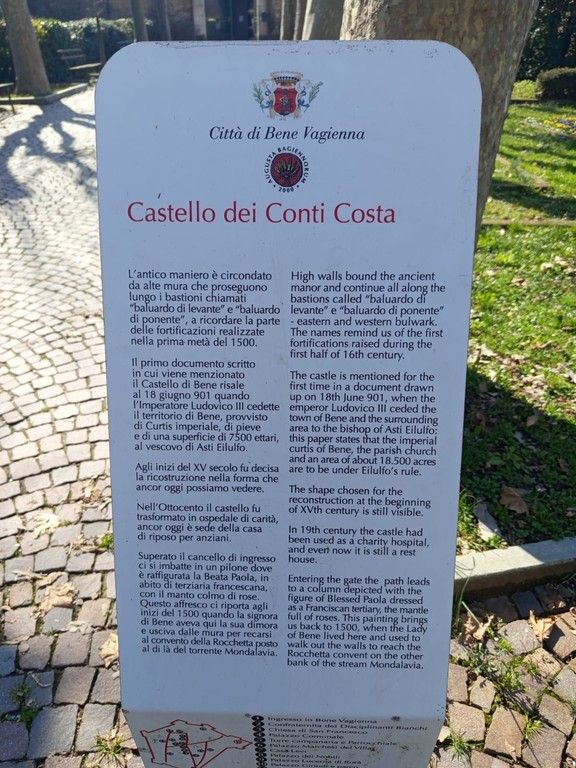 Città di Bene Vagienna
AUGUSTA BAGIENNORUM
2000
Castello dei Conti Costa
L'antico maniero è circondato
da alte mura che proseguono
lungo i bastioni chiamati
"baluardo di levante" e "baluardo
di ponente", a ricordare la parte
delle fortificazioni realizzate
nella prima metà del 1500.
Il primo documento scritto
in cui viene menzionato
il Castello di Bene risale
al 18 giugno 901 quando
l'Imperatore Ludovico III cedette
il territorio di Bene, provvisto
di Curtis imperiale, di pieve
e di una superficie di 7500 ettari,
al vescovo di Asti Eilulfo.
Agli inizi del XV secolo fu decisa
la ricostruzione nella forma che
ancor oggi possiamo vedere.
Nell'Ottocento il castello fu
trasformato in ospedale di carità,
ancor oggi è sede della casa
di riposo per anziani.
Superato il cancello di ingresso
ci si imbatte in un pilone dove
è raffigurata la Beata Paola, in
abito di terziaria francescana,
con il manto colmo di rose.
Questo affresco ci riporta agli
inizi del 1500 quando la signora
di Bene aveva qui la sua dimora
e usciva dalle mura per recarsi
al convento della Rocchetta posto
al di là del torrente Mondalavia.
High walls bound the ancient
manor and continue all along the
bastions called "baluardo di
levante" e "baluardo di ponente"
- eastern and western bulwark.
The names remind us of the first
fortifications raised during the
first half of 16th century.
The castle is mentioned for the
first time in a document drawn
up on 18th June 901, when the
emperor Ludovico III ceded the
town of Bene and the surrounding
area to the bishop of Asti Eilulfo;
this paper states that the imperial
curtis of Bene, the parish church
and an area of about 18.500 acres
are to be under Eilulfo's rule.
The shape chosen for the
reconstruction at the beginning
of XVth century is still visible.
In 19th century the castle had
been used as a charity hospital,
and even now it is still a rest
house.
Entering the gate the path leads
to a column depicted with the
figure of Blessed Paola dressed
as a Franciscan tertiary, the mantle
full of roses. This painting brings
us back to 1500, when the Lady
of Bene lived here and used to
walk out the walls to reach the
Rocchetta convent on the other
bank of the stream Mondalavia.
Ingresso in Bene Vagienna
Confraternita dei Disciplinanti Bianchi
Chiesa di San Francesco
Palazzo Comunale
Torre campanaria e Parrocchiale
Palazzo Marchesi del Villar